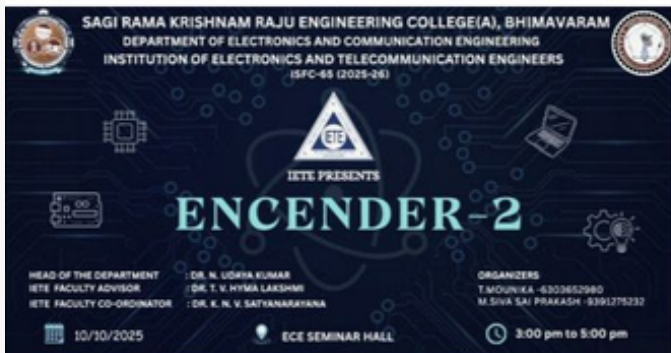 SAGI RAMA KRISHNAM RAJU ENGINEERING COLLEGE(A), BHIMAVARAM
DEPARTMENT OF ELECTRONICS AND COMMUNICATION ENGINEERING
INSTITUTION OF ELECTRONICS AND TELECOMMUNICATION ENGINEERS
ISFC-65 (2025-26)
IETE
IETE PRESENTS
ENCENDER-2
HEAD OF THE DEPARTMENT : DR. N. UDAYA KUMAR
IETE FACULTY ADVISOR : DR. T. V. HYMA LAKSHMI
IETE FACULTY CO-ORDINATOR : DR. K. N. V. SATYANARAYANA
ORGANIZERS
T.MOUNIKA -6303652980
M.SIVA SAI PRAKASH -9391275232
10/10/2025
ECE SEMINAR HALL
3:00 pm to 5:00 pm